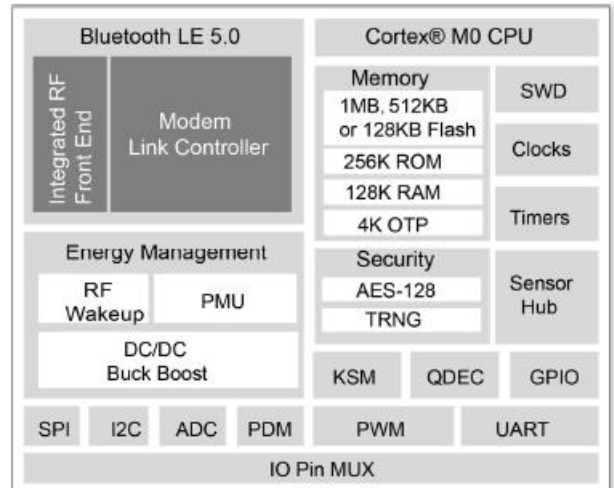 Bluetooth LE 5.0
Integrated RF
Front End
Modem
Link Controller
Energy Management
RF
Wakeup
PMU
DC/DC
Buck Boost
Cortex® M0 CPU
Memory
1MB, 512KB
or 128KB Flash
256K ROM
128K RAM
4K OTP
SWD
Clocks
Timers
Security
AES-128
TRNG
Sensor
Hub
KSM
QDEC
GPIO
SPI
I2C
ADC
PDM
PWM
UART
IO Pin MUX